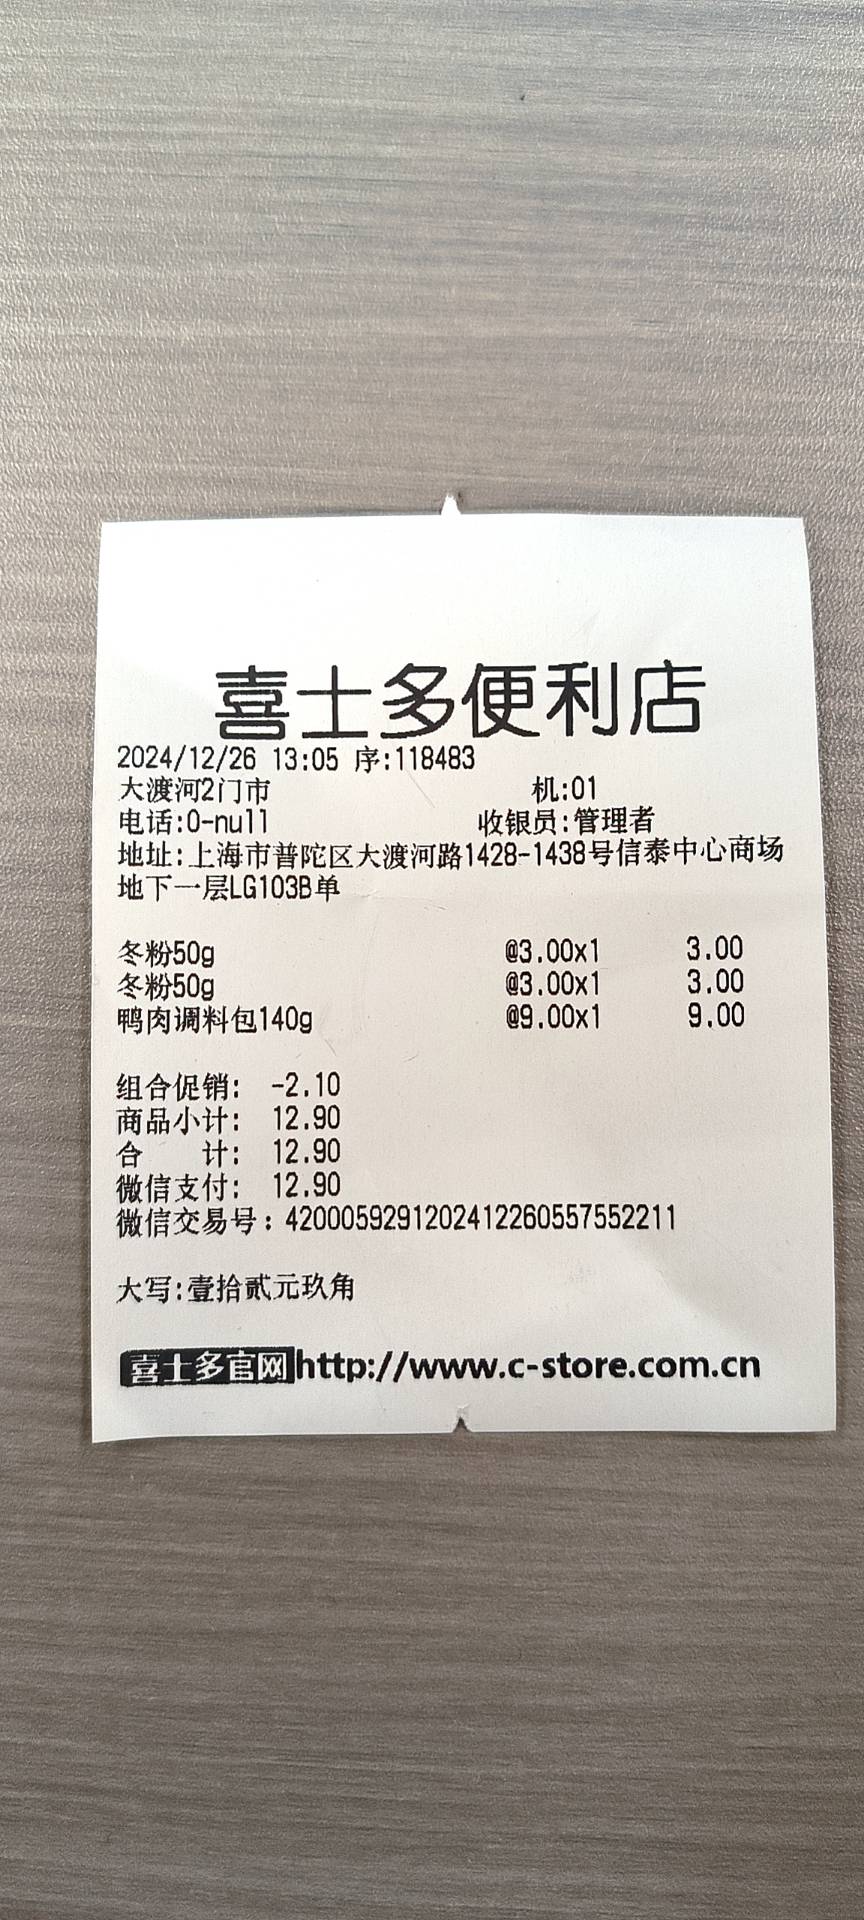 喜士多便利店
2024/12/26 13:05 序:118483
大渡河2门市 机:01
电话:0-null 收银员:管理者
地址:上海市普陀区大渡河路1428-1438号信泰中心商场
地下一层LG103B单
冬粉50g @3.00x1 3.00
冬粉50g @3.00x1 3.00
鸭肉调料包140g @9.00x1 9.00
组合促销: -2.10
商品小计: 12.90
合 计: 12.90
微信支付: 12.90
微信交易号:4200059291202412260557552211
大写:壹拾贰元玖角
喜士多官网http://www.c-store.com.cn